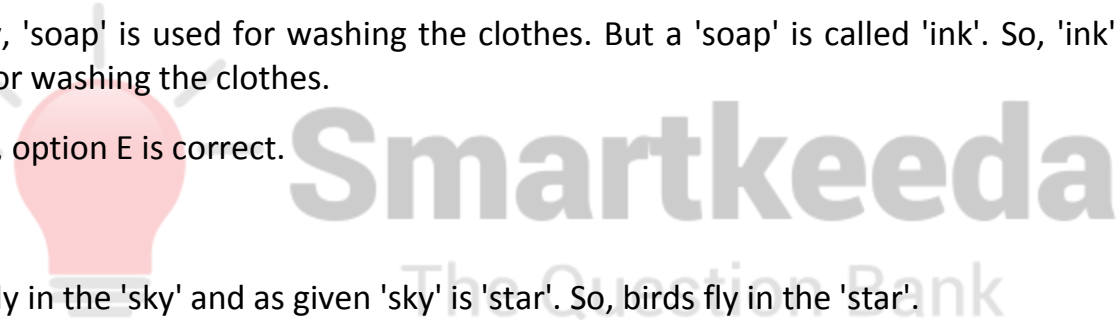 , 'soap' is used for washing the clothes. But a 'soap' is called 'ink'. So, 'ink'
or washing the clothes.
option E is correct.
Smartkeeda
The Question Bank
ly in the 'sky' and as given 'sky' is 'star'. So, birds fly in the 'star'.